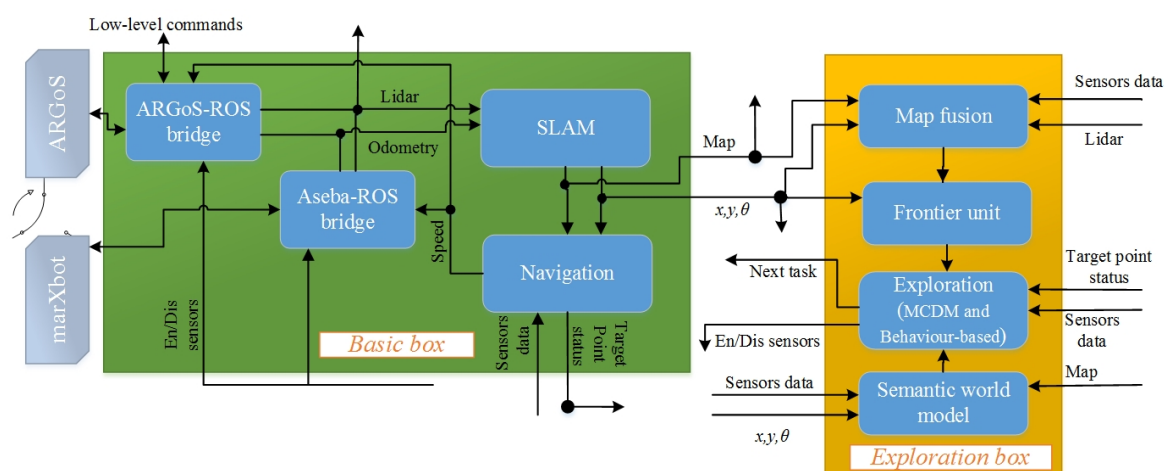 Low-level commands
ARGoS
marXbot
ARGoS-ROS
bridge
Lidar
Odometry
Aseba-ROS
bridge
Speed
SLAM
Navigation
En/Dis
sensors
Basic box
Sensors
data
Target
Point
status
Map
x,y,θ
Next task
En/Dis sensors
Sensors data
x,y,θ
Map fusion
Frontier unit
Exploration
(MCDM and
Behaviour-based)
Semantic world
model
Exploration box
Sensors data
Lidar
Target point
status
Sensors
data
Map